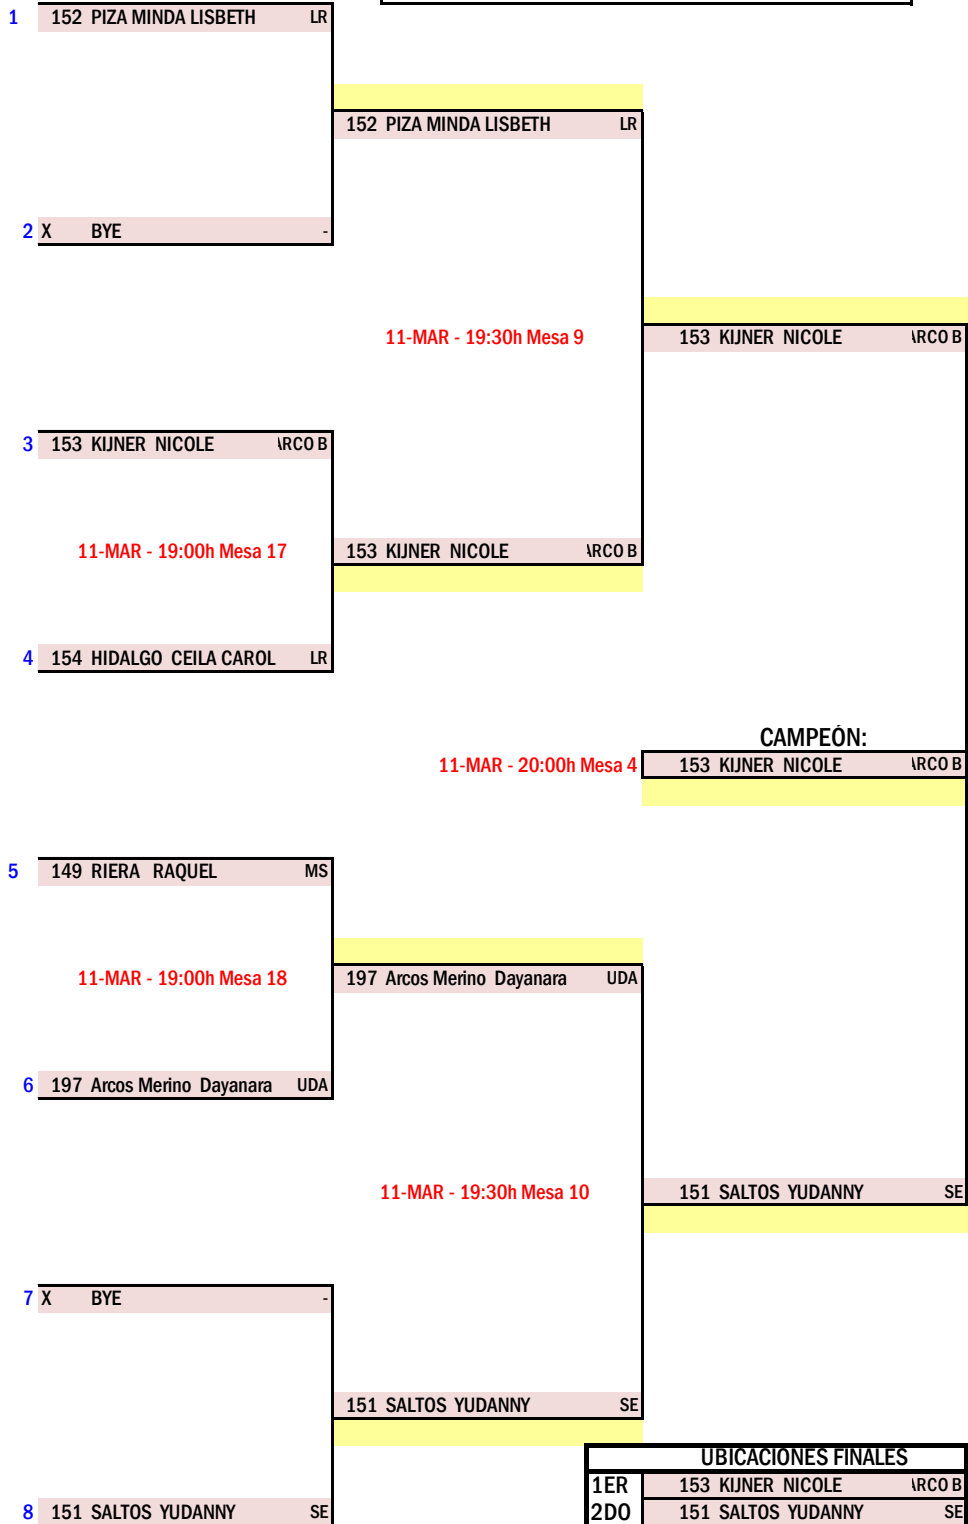 1 152 PIZA MINDA LISBETH LR
152 PIZA MINDA LISBETH LR
2 X BYE -
11-MAR - 19:30h Mesa 9
153 KIJNER NICOLE ARCO B
3 153 KIJNER NICOLE ARCO B
11-MAR - 19:00h Mesa 17
153 KIJNER NICOLE ARCO B
4 154 HIDALGO CEILA CAROL LR
CAMPEÓN:
11-MAR - 20:00h Mesa 4 153 KIJNER NICOLE ARCO B
5 149 RIERA RAQUEL MS
11-MAR - 19:00h Mesa 18
197 Arcos Merino Dayanara UDA
6 197 Arcos Merino Dayanara UDA
11-MAR - 19:30h Mesa 10
151 SALTOS YUDANNY SE
7 X BYE -
151 SALTOS YUDANNY SE
UBICACIONES FINALES
1ER 153 KIJNER NICOLE ARCO B
8 151 SALTOS YUDANNY SE
2DO 151 SALTOS YUDANNY SE